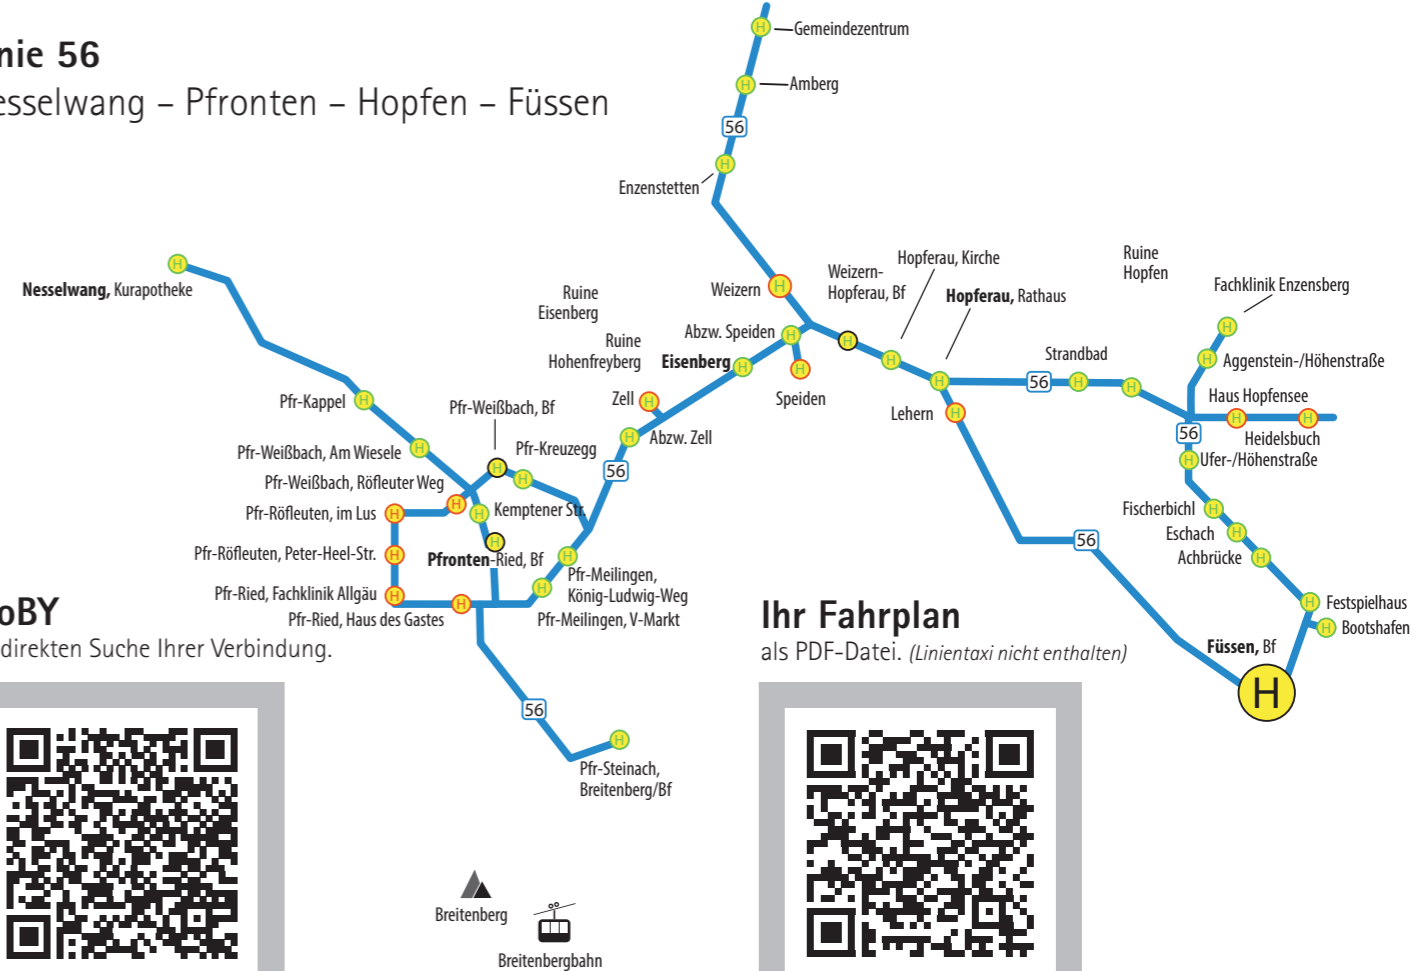 nie 56
esselwang – Pfronten – Hopfen – Füssen
Gemeindezentrum
Amberg
56
Enzenstetten
Nesselwang, Kurapotheke
Weizern
Ruine
Eisenberg
Ruine
Hohenfreyberg
Abzw. Speiden
Eisenberg
Speiden
Weizern-
Hopferau, Bf
Hopferau, Kirche
Hopferau, Rathaus
Lehern
Ruine
Hopfen
Strandbad
56
Fachklinik Enzensberg
Aggenstein-/Höhenstraße
Haus Hopfensee
Heidelsbuch
56
Ufer-/Höhenstraße
Fischerbichl
Eschach
Achbrücke
Festspielhaus
Bootshafen
Füssen, Bf
H
56
Zell
Abzw. Zell
56
Pfr-Kappel
Pfr-Weißbach, Bf
Pfr-Kreuzegg
Pfr-Weißbach, Am Wiesele
Pfr-Weißbach, Röfleuter Weg
Pfr-Röfleuten, im Lus
Kemptener Str.
Pfr-Röfleuten, Peter-Heel-Str.
Pfronten-Ried, Bf
Pfr-Ried, Fachklinik Allgäu
Pfr-Ried, Haus des Gastes
Pfr-Meilingen,
König-Ludwig-Weg
Pfr-Meilingen, V-Markt
56
Pfr-Steinach,
Breitenberg/Bf
oBY
direkten Suche Ihrer Verbindung.
Ihr Fahrplan
als PDF-Datei. (Linientaxi nicht enthalten)
Breitenberg
Breitenbergbahn